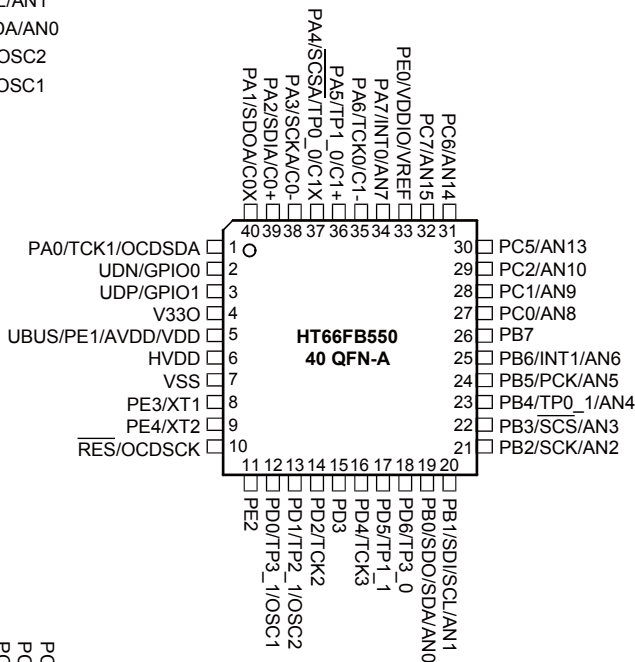 L/AN1
DA/AN0
OSC2
OSC1
PA1/SDOA/C0X
PA2/SDIA/C0+
PA3/SCKA/C0-
PA4/SCSA/TP0_0/C1X
PA5/TP1_0/C1+
PA6/TCK0/C1-
PA7/INT0/AN7
PE0/VDDIO/VREF
PC7/AN15
PC6/AN14
40 39 38 37 36 35 34 33 32 31
PA0/TCK1/OCDSDA 1
UDN/GPIO0 2
UDP/GPIO1 3
V33O 4
UBUS/PE1/AVDD/VDD 5
HVDD 6
VSS 7
PE3/XT1 8
PE4/XT2 9
RES/OCDSCK 10
HT66FB550
40 QFN-A
30 PC5/AN13
29 PC2/AN10
28 PC1/AN9
27 PC0/AN8
26 PB7
25 PB6/INT1/AN6
24 PB5/PCK/AN5
23 PB4/TP0_1/AN4
22 PB3/SCS/AN3
21 PB2/SCK/AN2
11 12 13 14 15 16 17 18 19 20
PE2
PD0/TP3_1/OSC1
PD1/TP2_1/OSC2
PD2/TCK2
PD3
PD4/TCK3
PD5/TP1_1
PD6/TP3_0
PB0/SDO/SDA/AN0
PB1/SDI/SCL/AN1